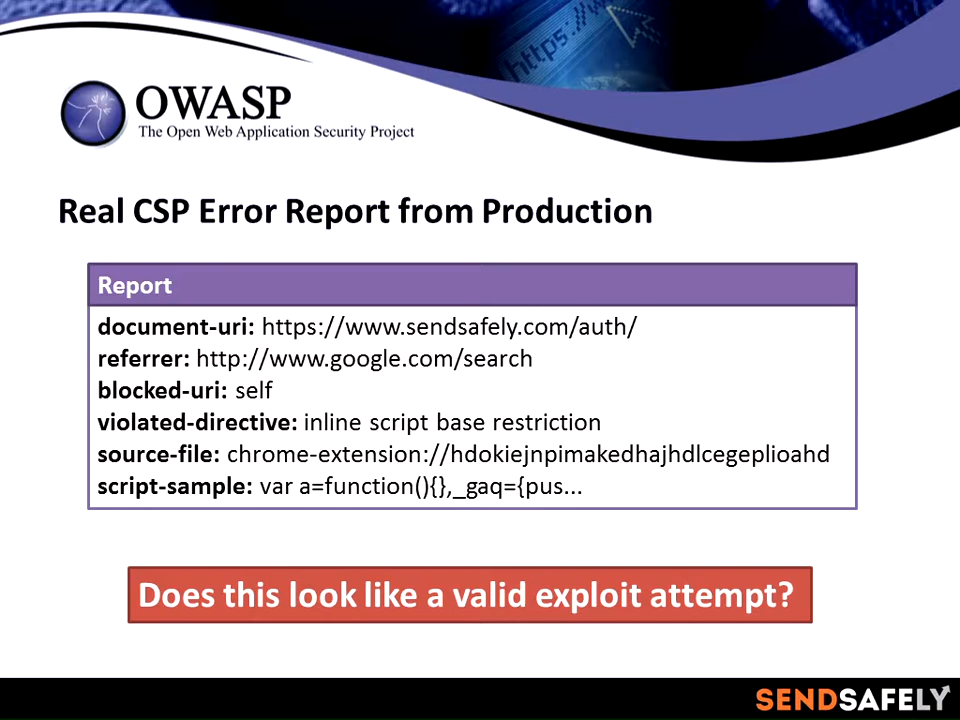 https://w
OWASP
The Open Web Application Security Project
Real CSP Error Report from Production
Report
document-uri: https://www.sendsafely.com/auth/
referrer: http://www.google.com/search
blocked-uri: self
violated-directive: inline script base restriction
source-file: chrome-extension://hdokiejnpimakedhajhdlcegeplioahd
script-sample: var a=function(){},_gaq={pus...
Does this look like a valid exploit attempt?
SENDSAFELY